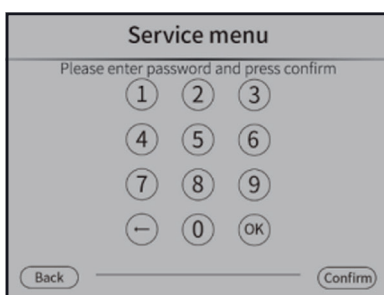 Service menu
Please enter password and press confirm
1 2 3
4 5 6
7 8 9
← 0 OK
Back Confirm